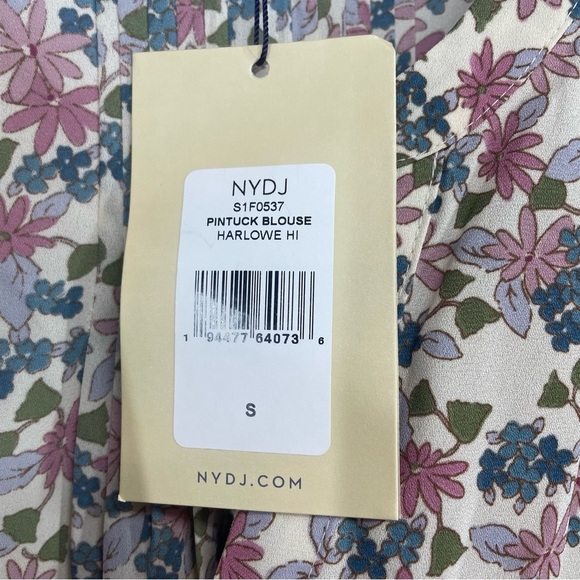 NYDJ
S1F0537
PINTUCK BLOUSE
HARLOWE HI
1 94477 64073 6
S
NYDJ.COM